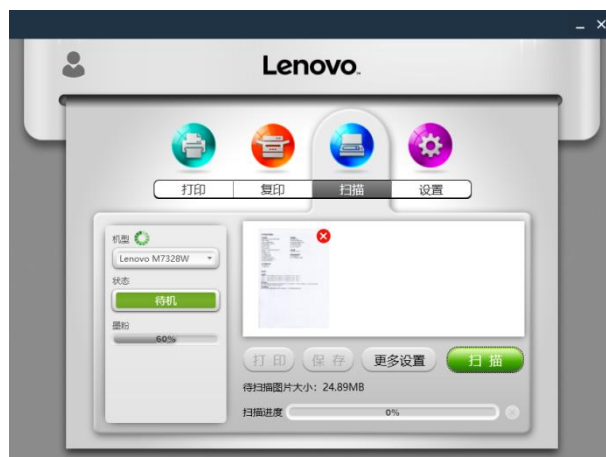 Lenovo
打印
复印
扫描
设置
机型
Lenovo M7328W
状态
待机
墨粉
60%
打 印
保 存
更多设置
扫 描
待扫描图片大小: 24.89MB
扫描进度
0%